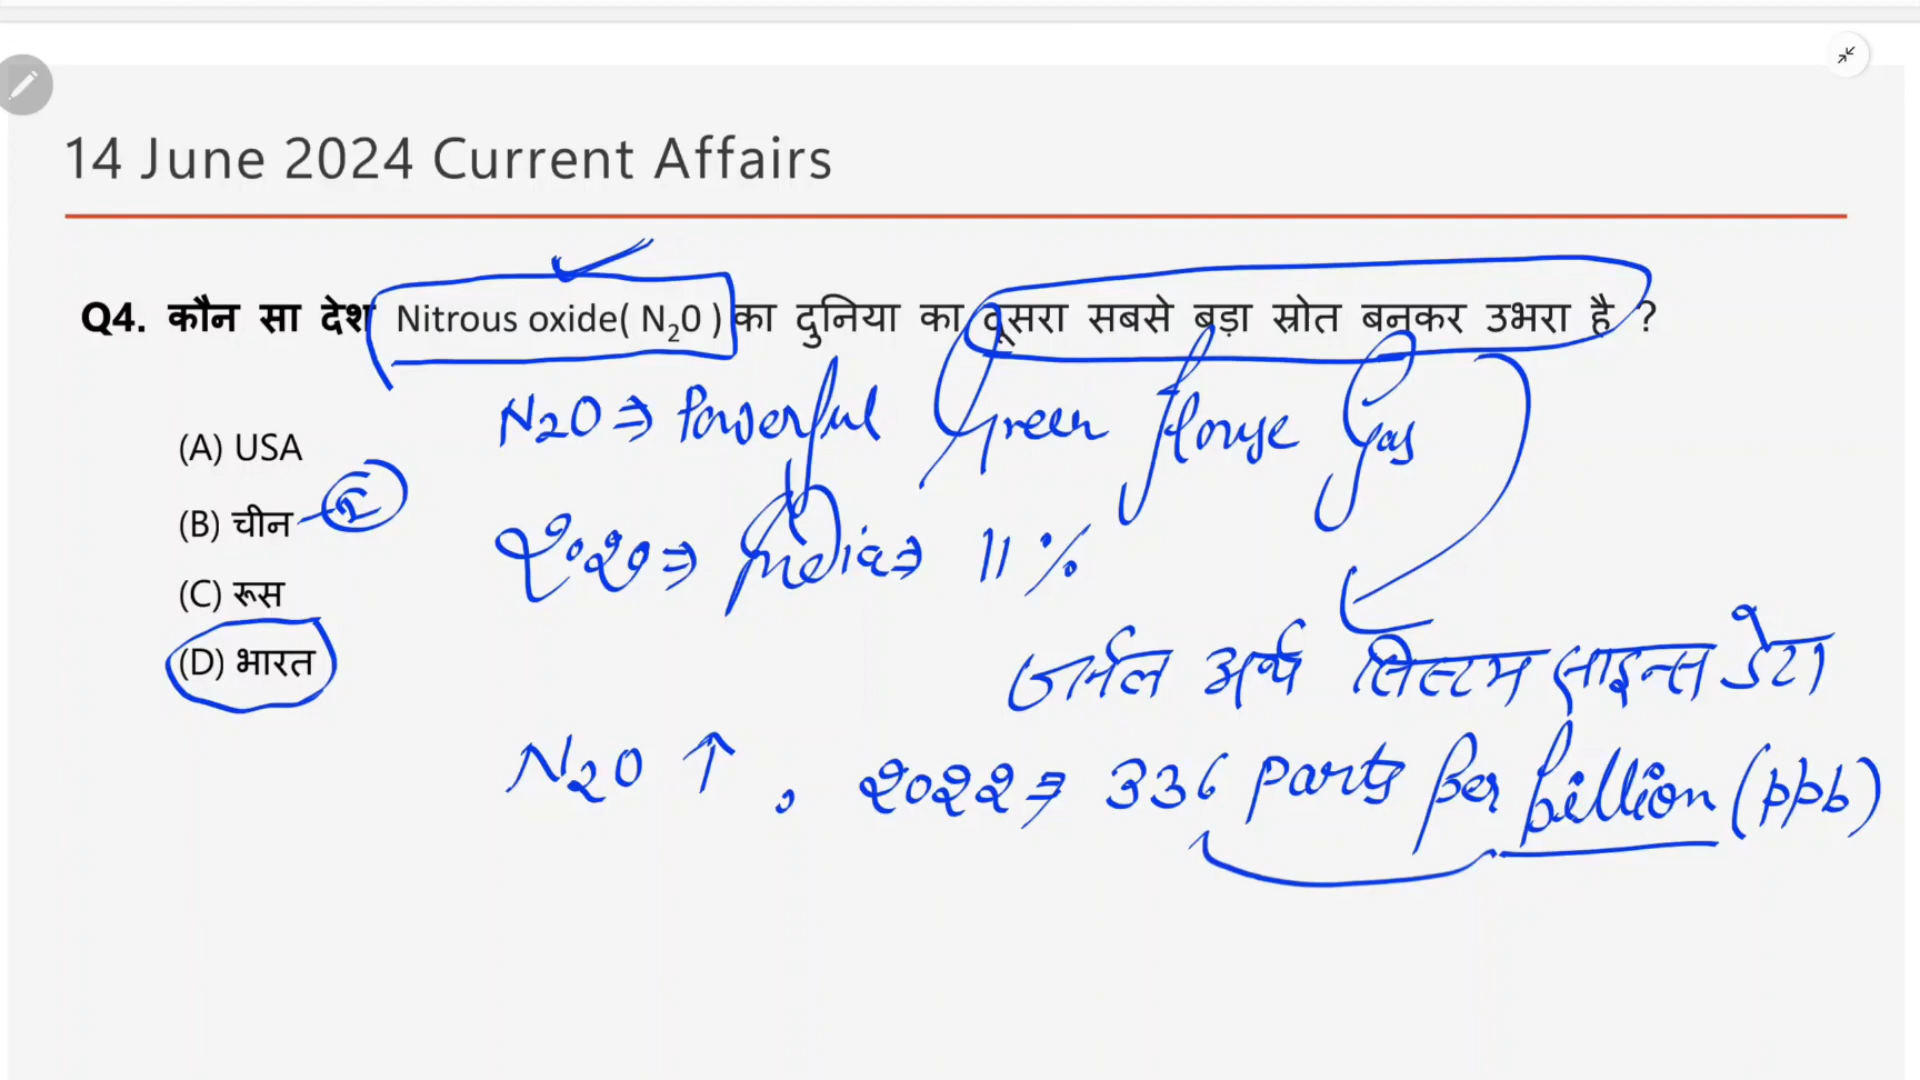 14 June 2024 Current Affairs
Q4. कौन सा देश Nitrous oxide( N₂O ) का दुनिया का दूसरा सबसे बड़ा स्रोत बनकर उभरा है ?
N₂O ⇒ Powerful Green House Gas
(A) USA
(B) चीन - I
2020 ⇒ India ⇒ 11 %
(C) रूस
(D) भारत
जर्नल अर्थ सिस्टम साइन्स डेटा
N₂O ↑ , 2022 ⇒ 336 parts per billion (ppb)